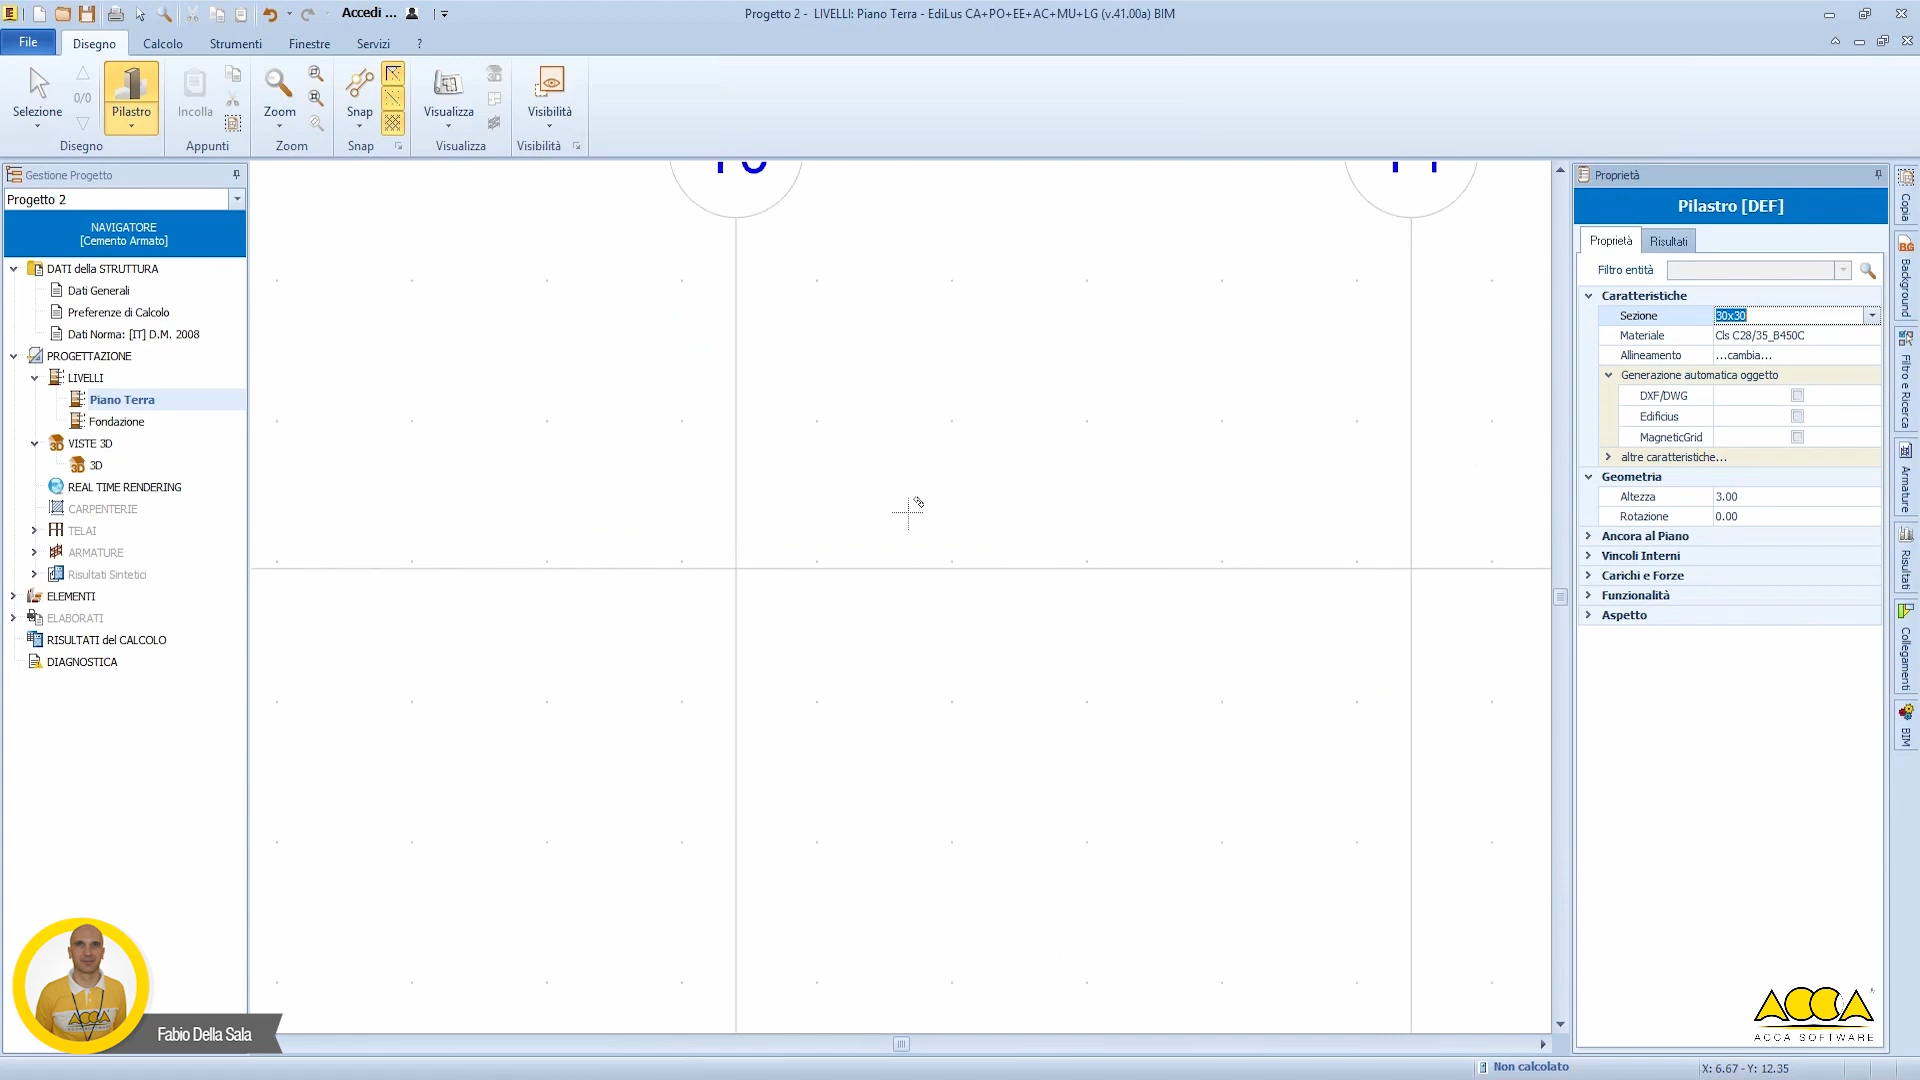 Accedi ...
Progetto 2 - LIVELLI: Piano Terra - EdiLus CA+PO+EE+AC+MU+LG (v.41.00a) BIM
File
Disegno
Calcolo
Strumenti
Finestre
Servizi
?
Selezione
0/0
Pilastro
Disegno
Incolla
Appunti
Zoom
Zoom
Snap
Snap
Visualizza
3D
Visualizza
Visibilità
Visibilità
Gestione Progetto
Progetto 2
NAVIGATORE
[Cemento Armato]
DATI della STRUTTURA
Dati Generali
Preferenze di Calcolo
Dati Norma: [IT] D.M. 2008
PROGETTAZIONE
LIVELLI
Piano Terra
Fondazione
VISTE 3D
3D
REAL TIME RENDERING
CARPENTERIE
TELAI
ARMATURE
Risultati Sintetici
ELEMENTI
ELABORATI
RISULTATI del CALCOLO
DIAGNOSTICA
Proprietà
Pilastro [DEF]
Proprietà
Risultati
Filtro entità
Caratteristiche
Sezione 30x30
Materiale Cls C28/35_B450C
Allineamento ...cambia...
Generazione automatica oggetto
DXF/DWG
Edificius
MagneticGrid
altre caratteristiche...
Geometria
Altezza 3.00
Rotazione 0.00
Ancora al Piano
Vincoli Interni
Carichi e Forze
Funzionalità
Aspetto
Copia
BG
Background
Filtro e Ricerca
Armature
Risultati
Collegamenti
BIM
ACCA
Fabio Della Sala
ACCA
ACCA SOFTWARE
Non calcolato
X: 6.67 - Y: 12.35